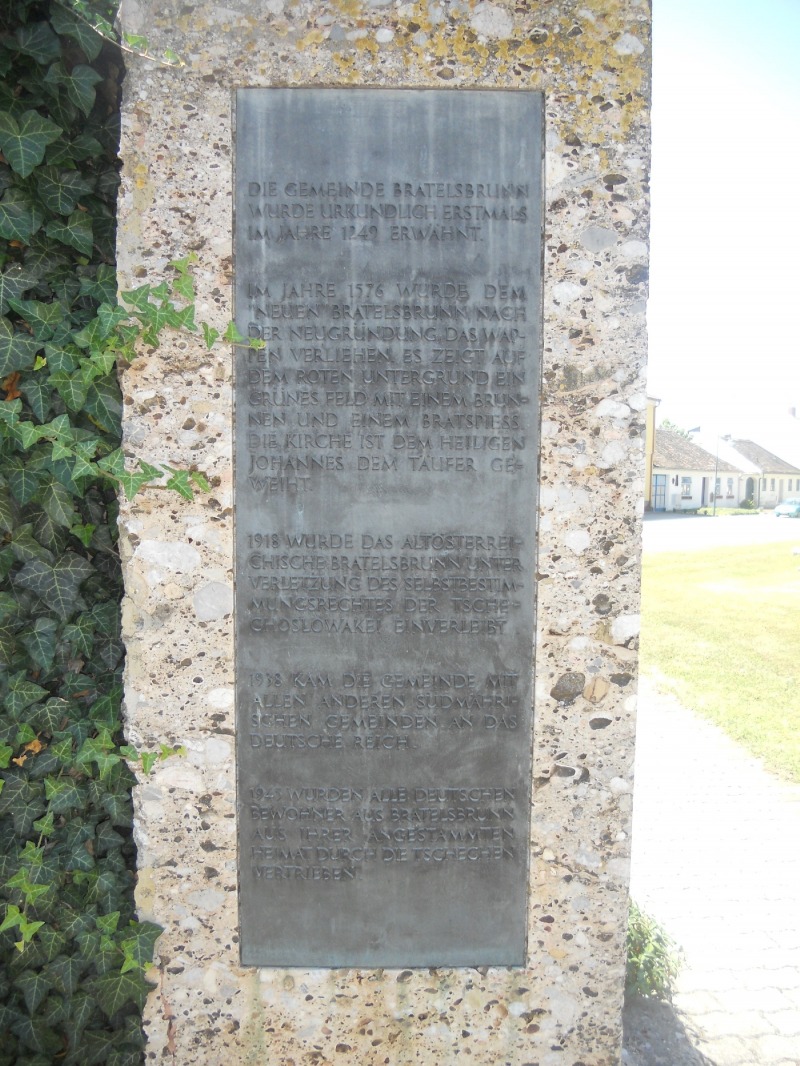 DIE GEMEINDE BRATELSBRUNN
WURDE URKUNDLICH ERSTMALS
IM JAHRE 1249 ERWÄHNT.
IM JAHRE 1576 WURDE DEM
"NEUEN" BRATELSBRUNN NACH
DER NEUGRÜNDUNG DAS WAP-
PEN VERLIEHEN. ES ZEIGT AUF
DEM ROTEN UNTERGRUND EIN
GRÜNES FELD MIT EINEM BRUN-
NEN UND EINEM BRATSPIESS.
DIE KIRCHE IST DEM HEILIGEN
JOHANNES DEM TÄUFER GE-
WEIHT.
1918 WURDE DAS ALTÖSTERREI-
CHISCHE BRATELSBRUNN UNTER
VERLETZUNG DES SELBSTBESTIM-
MUNGSRECHTES DER TSCHE-
CHOSLOWAKEI EINVERLEIBT
1938 KAM DIE GEMEINDE MIT
ALLEN ANDEREN SÜDMÄHRI-
SCHEN GEMEINDEN AN DAS
DEUTSCHE REICH.
1945 WURDEN ALLE DEUTSCHEN
BEWOHNER AUS BRATELSBRUNN
AUS IHRER ANGESTAMMTEN
HEIMAT DURCH DIE TSCHECHEN
VERTRIEBEN.